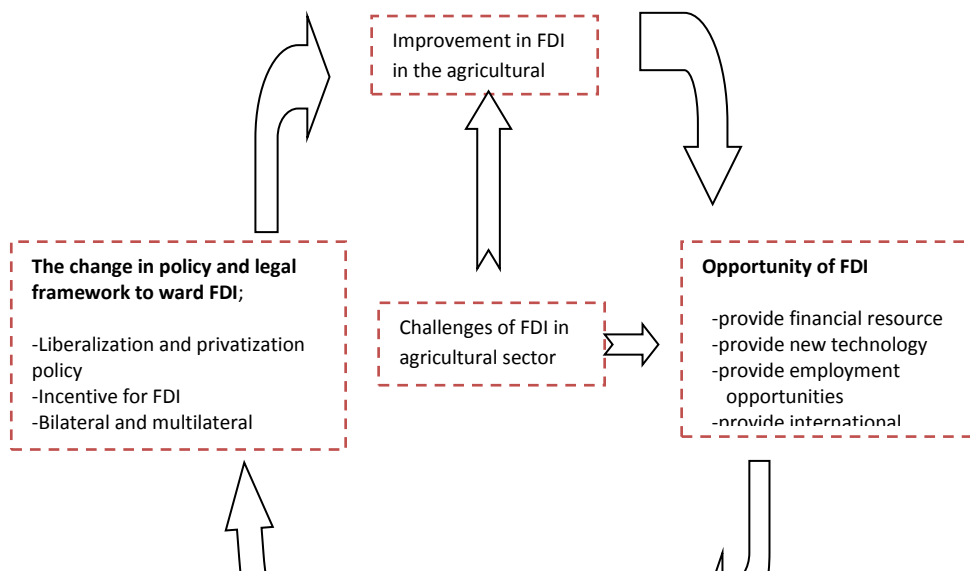 Improvement in FDI
in the agricultural
The change in policy and legal
framework to ward FDI;
-Liberalization and privatization
policy
-Incentive for FDI
-Bilateral and multilateral
Challenges of FDI in
agricultural sector
Opportunity of FDI
-provide financial resource
-provide new technology
-provide employment
opportunities
-provide international